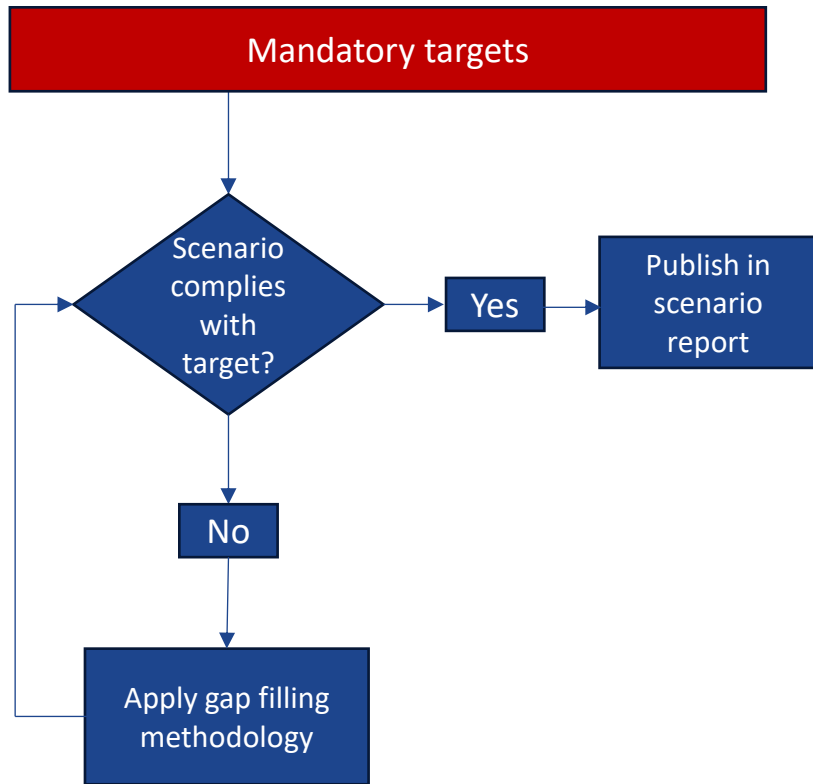 Mandatory targets
Scenario
complies
with
target?
Yes
Publish in
scenario
report
No
Apply gap filling
methodology